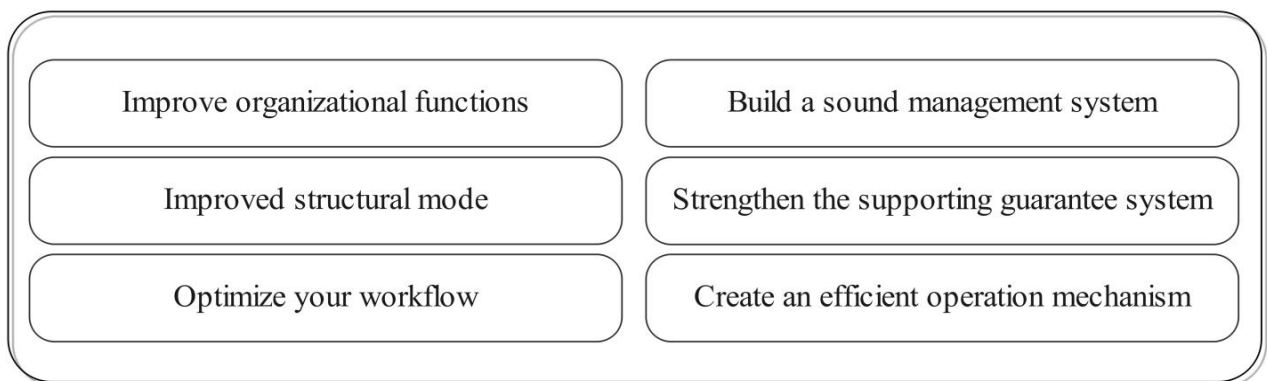 Improve organizational functions
Build a sound management system
Improved structural mode
Strengthen the supporting guarantee system
Optimize your workflow
Create an efficient operation mechanism